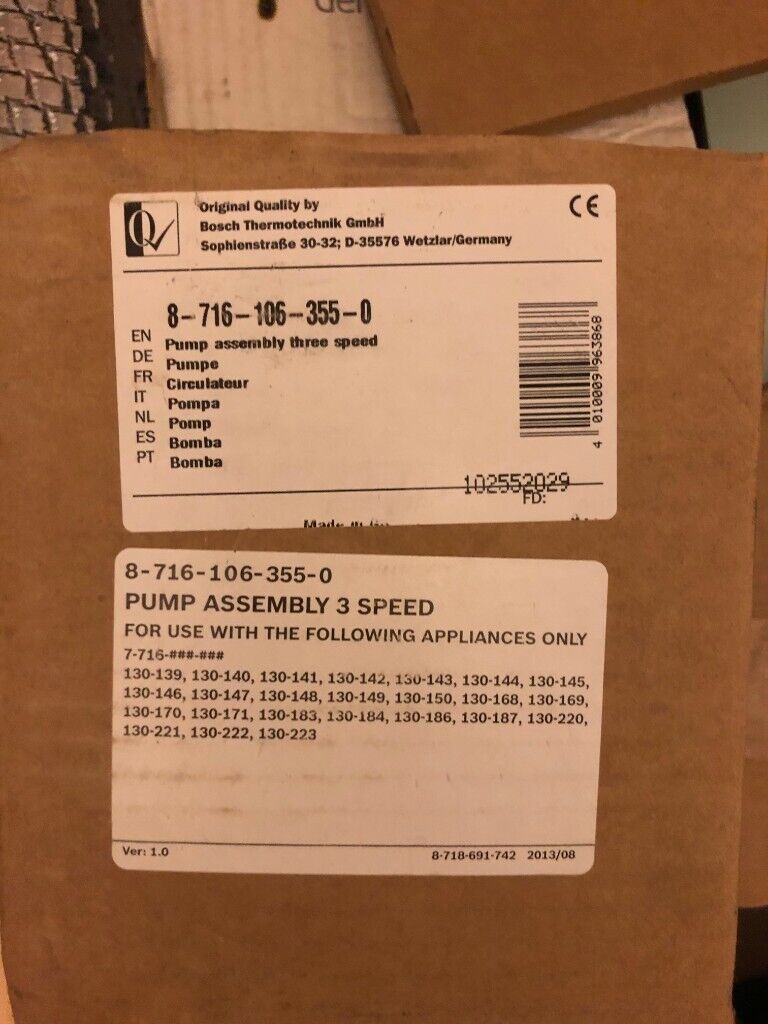 Original Quality by
Bosch Thermotechnik GmbH
Sophienstraße 30-32; D-35576 Wetzlar/Germany
CE
8-716-106-355-0
EN Pump assembly three speed
DE Pumpe
FR Circulateur
IT Pompa
NL Pomp
ES Bomba
PT Bomba
4 010009 963868
102552029
FD:
Made in
8-716-106-355-0
PUMP ASSEMBLY 3 SPEED
FOR USE WITH THE FOLLOWING APPLIANCES ONLY
7-716-###-###
130-139, 130-140, 130-141, 130-142, 130-143, 130-144, 130-145,
130-146, 130-147, 130-148, 130-149, 130-150, 130-168, 130-169,
130-170, 130-171, 130-183, 130-184, 130-186, 130-187, 130-220,
130-221, 130-222, 130-223
Ver: 1.0
8-718-691-742 2013/08